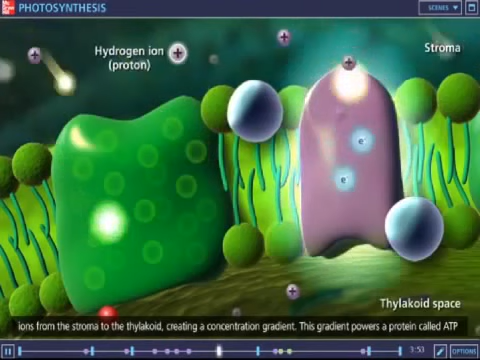 PHOTOSYNTHESIS
SCENES
Hydrogen ion
(proton)
Stroma
e⁻
e⁻
Thylakoid space
ions from the stroma to the thylakoid, creating a concentration gradient. This gradient powers a protein called ATP
1:53
OPTIONS